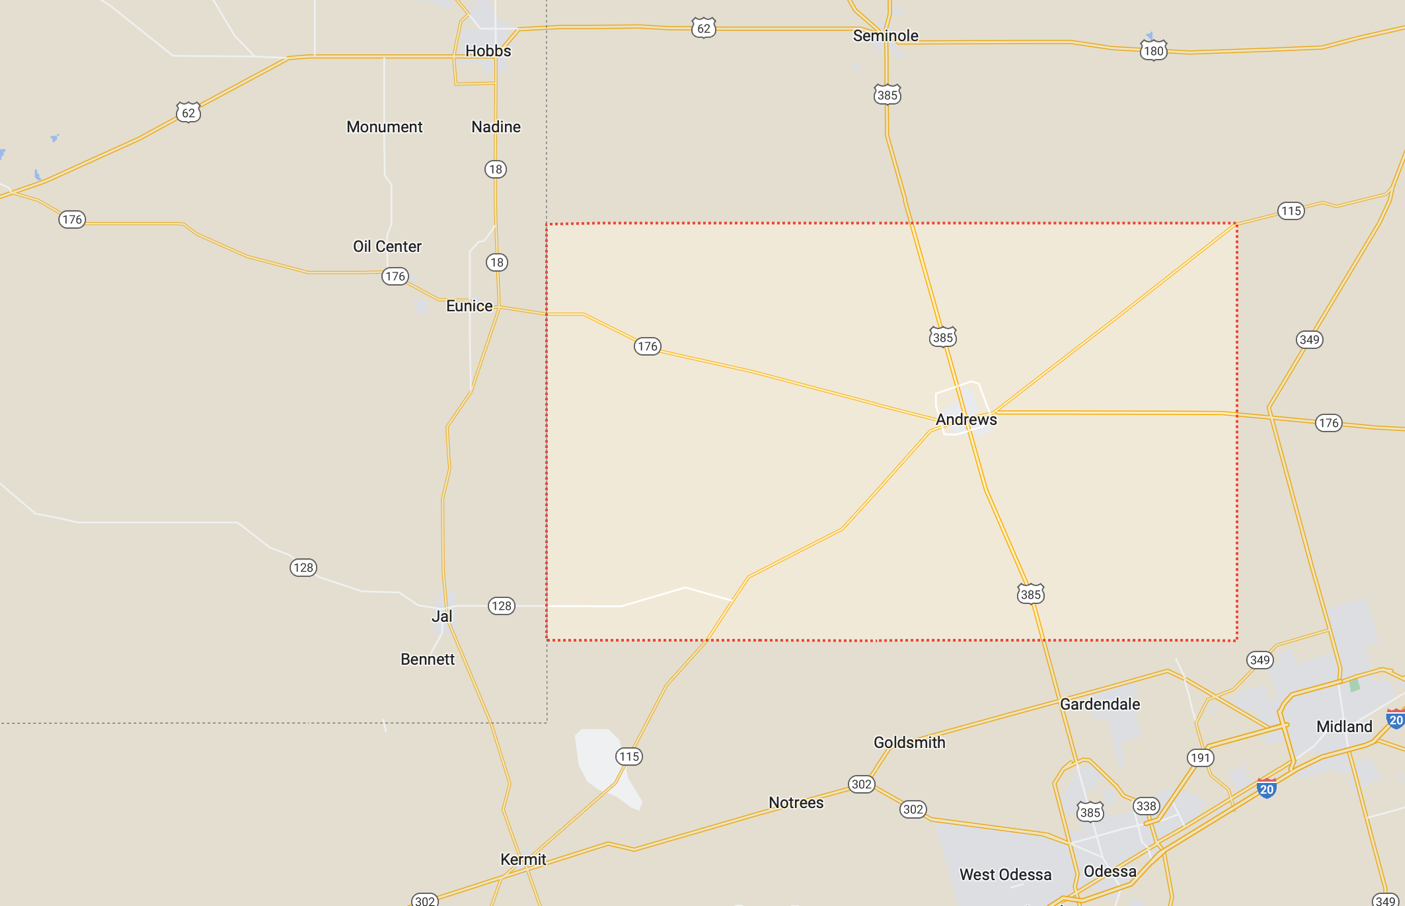 62
Seminole
180
Hobbs
385
62
Monument
Nadine
18
115
176
Oil Center
18
176
Eunice
385
349
176
Andrews
176
128
385
128
Jal
Bennett
349
Gardendale
20
Midland
Goldsmith
115
191
302
20
Notrees
302
385
338
Kermit
West Odessa
Odessa
302
349